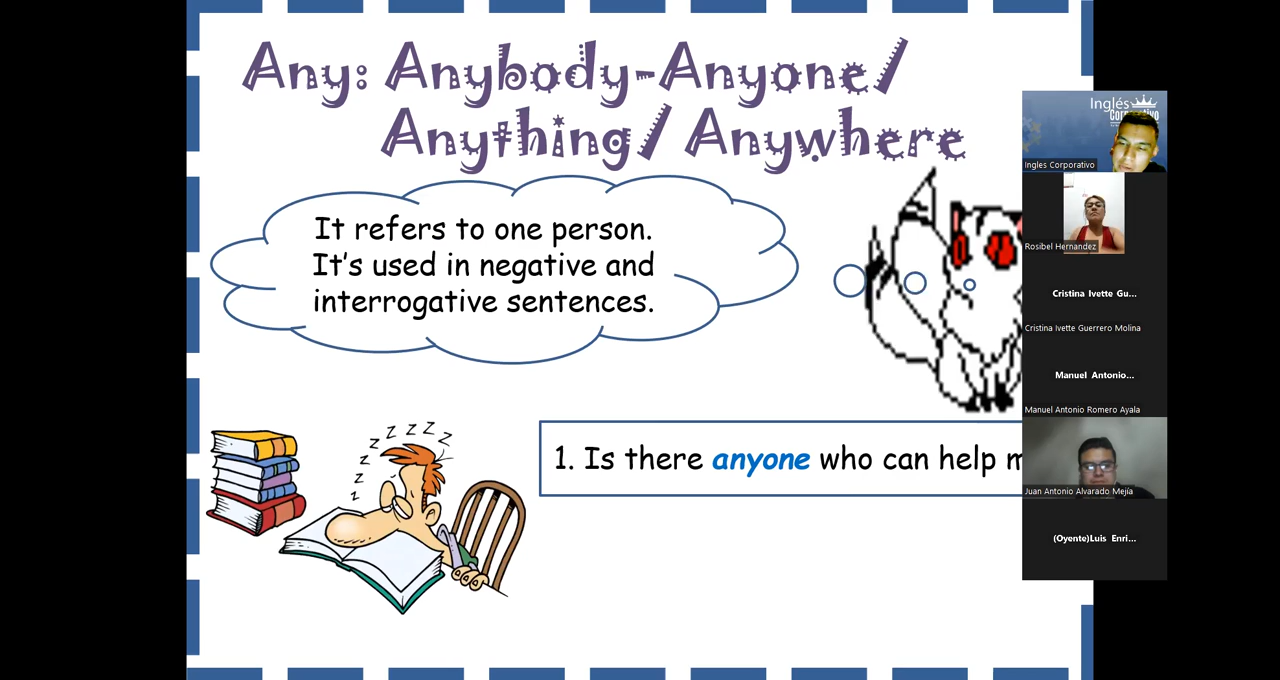 Any: Anybody-Anyone/
Anything/ Anywhere
It refers to one person.
It's used in negative and
interrogative sentences.
z z z z z z z z
1. Is there anyone who can help m
Inglés
Corporativo
Ingles Corporativo
Rosibel Hernandez
Cristina Ivette Gu...
Cristina Ivette Guerrero Molina
Manuel Antonio...
Manuel Antonio Romero Ayala
Juan Antonio Alvarado Mejía
(Oyente)Luis Enri...